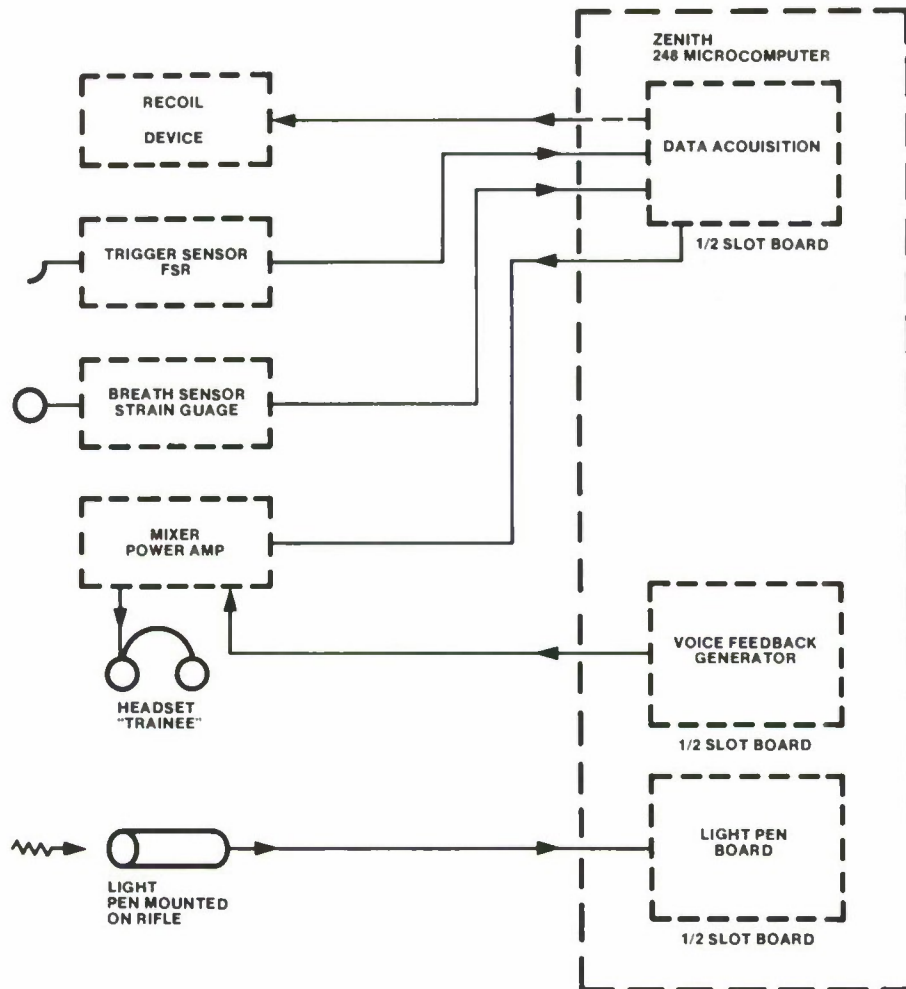 ZENITH
248 MICROCOMPUTER
RECOIL
DEVICE
DATA ACQUISITION
1/2 SLOT BOARD
TRIGGER SENSOR
FSR
BREATH SENSOR
STRAIN GUAGE
MIXER
POWER AMP
HEADSET
"TRAINEE"
VOICE FEEDBACK
GENERATOR
1/2 SLOT BOARD
LIGHT PEN
BOARD
1/2 SLOT BOARD
LIGHT
PEN MOUNTED
ON RIFLE